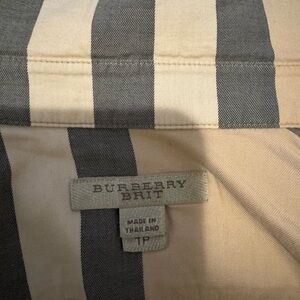 BURBERRY
BRIT
MADE IN
THAILAND
1P